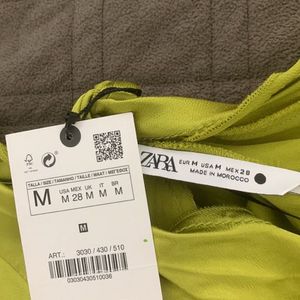 FSC
TALLA / SIZE / TAMANHO / TAILLE / MAAT /
M
USA MEX UK IT BR
M 28 M M M
M
ART.: 3030 / 430 / 510
03030430510036
ZARA
EUR M USA M MEX 28
MADE IN MOROCCO